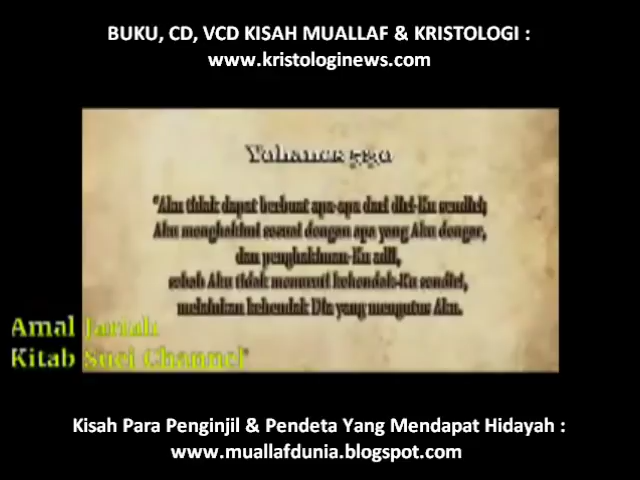 BUKU, CD, VCD KISAH MUALLAF & KRISTOLOGI :
www.kristologinews.com
Yohanes 5:30
"Aku tidak dapat berbuat apa-apa dari diri-Ku sendiri;
Aku menghakimi sesuai dengan apa yang Aku dengar,
dan penghakiman-Ku adil,
sebab Aku tidak menuruti kehendak-Ku sendiri,
melainkan kehendak Dia yang mengutus Aku.
Amal Jariah
Kitab Suci Channel
Kisah Para Penginjil & Pendeta Yang Mendapat Hidayah :
www.muallafdunia.blogspot.com